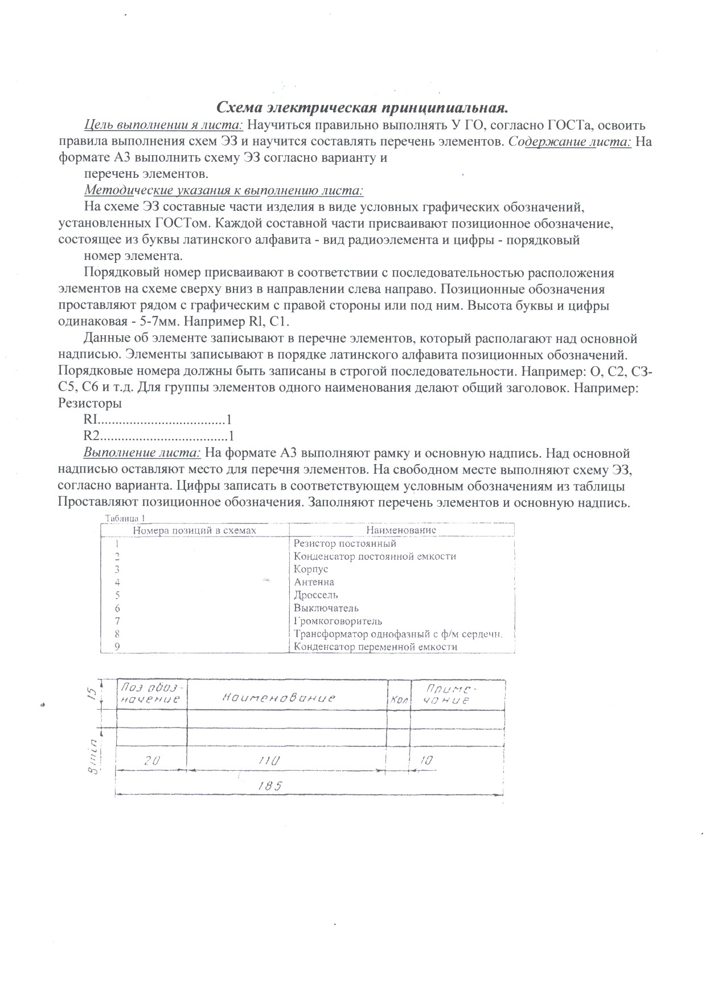 Схема электрическая принципиальная.
Цель выполнении я листа: Научиться правильно выполнять У ГО, согласно ГОСТа, освоить
правила выполнения схем ЭЗ и научится составлять перечень элементов. Содержание листа: На
формате А3 выполнить схему ЭЗ согласно варианту и
перечень элементов.
Методические указания к выполнению листа:
На схеме ЭЗ составные части изделия в виде условных графических обозначений,
установленных ГОСТом. Каждой составной части присваивают позиционное обозначение,
состоящее из буквы латинского алфавита - вид радиоэлемента и цифры - порядковый
номер элемента.
Порядковый номер присваивают в соответствии с последовательностью расположения
элементов на схеме сверху вниз в направлении слева направо. Позиционные обозначения
проставляют рядом с графическим с правой стороны или под ним. Высота буквы и цифры
одинаковая - 5-7мм. Например Rl, C1.
Данные об элементе записывают в перечне элементов, который располагают над основной
надписью. Элементы записывают в порядке латинского алфавита позиционных обозначений.
Порядковые номера должны быть записаны в строгой последовательности. Например: О, С2, СЗ-
С5, С6 и т.д. Для группы элементов одного наименования делают общий заголовок. Например:
Резисторы
RI....................................1
R2....................................1
Выполнение листа: На формате А3 выполняют рамку и основную надпись. Над основной
надписью оставляют место для перечня элементов. На свободном месте выполняют схему ЭЗ,
согласно варианта. Цифры записать в соответствующем условным обозначениям из таблицы
Проставляют позиционное обозначения. Заполняют перечень элементов и основную надпись.
Таблица 1
Номера позиций в схемах Наименование
1 Резистор постоянный
2 Конденсатор постоянной емкости
3 Корпус
4 Антенна
5 Дроссель
6 Выключатель
7 Громкоговоритель
8 Трансформатор однофазный с ф/м сердечн.
9 Конденсатор переменной емкости
15 Поз обоз- Наименование Кол Приме-
начение чание
8 min
20 110 10
185